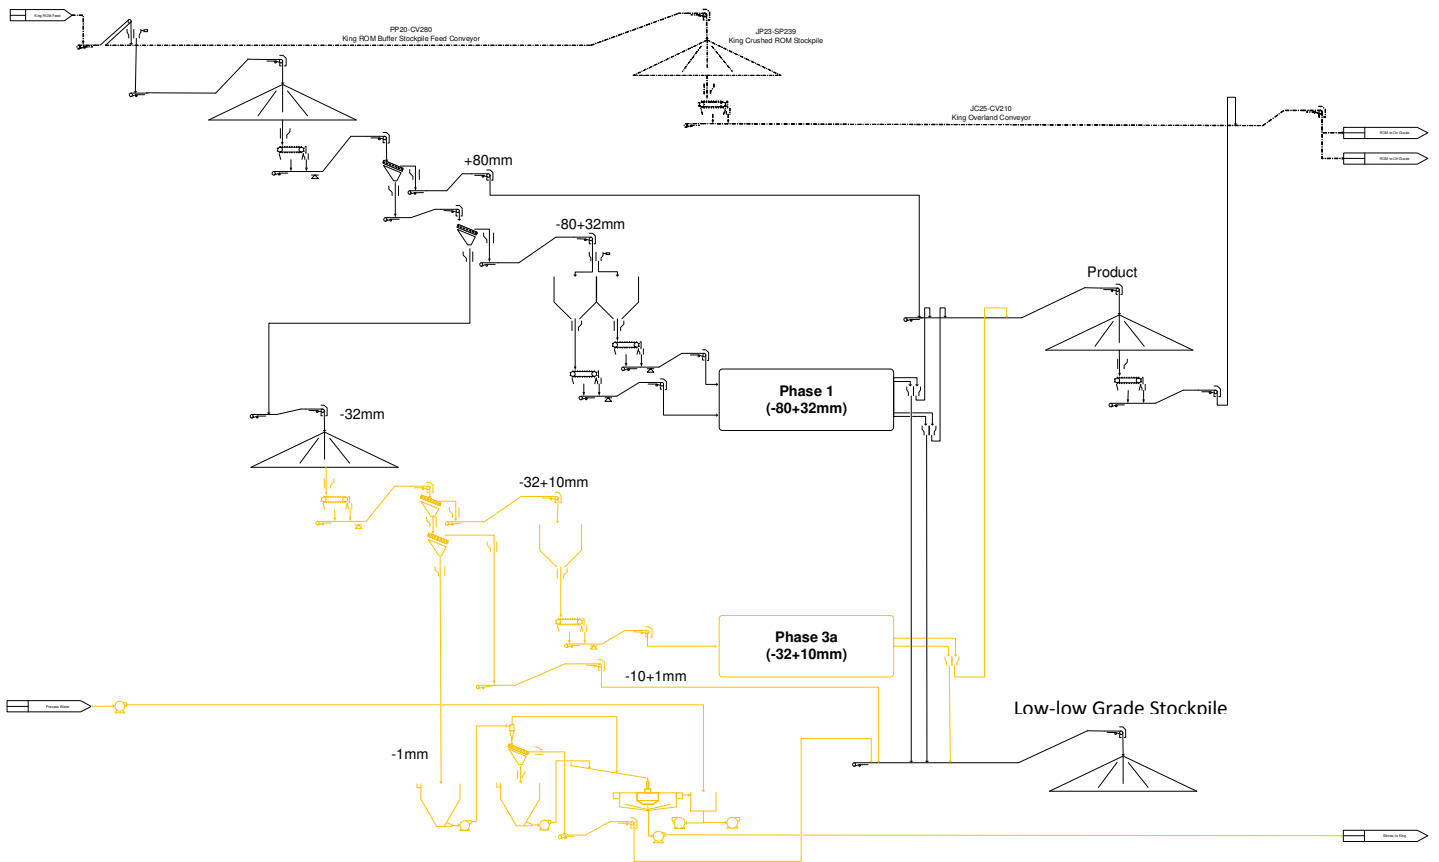 King ROM Feed
PP20-CV280
King ROM Buffer Stockpile Feed Conveyor
JP23-SP239
King Crushed ROM Stockpile
JC25-CV210
King Overland Conveyor
ROM to On Grade
ROM to Off Grade
+80mm
-80+32mm
Product
Phase 1
(-80+32mm)
-32mm
-32+10mm
Phase 3a
(-32+10mm)
-10+1mm
Process Water
Low-low Grade Stockpile
-1mm
Slimes to King